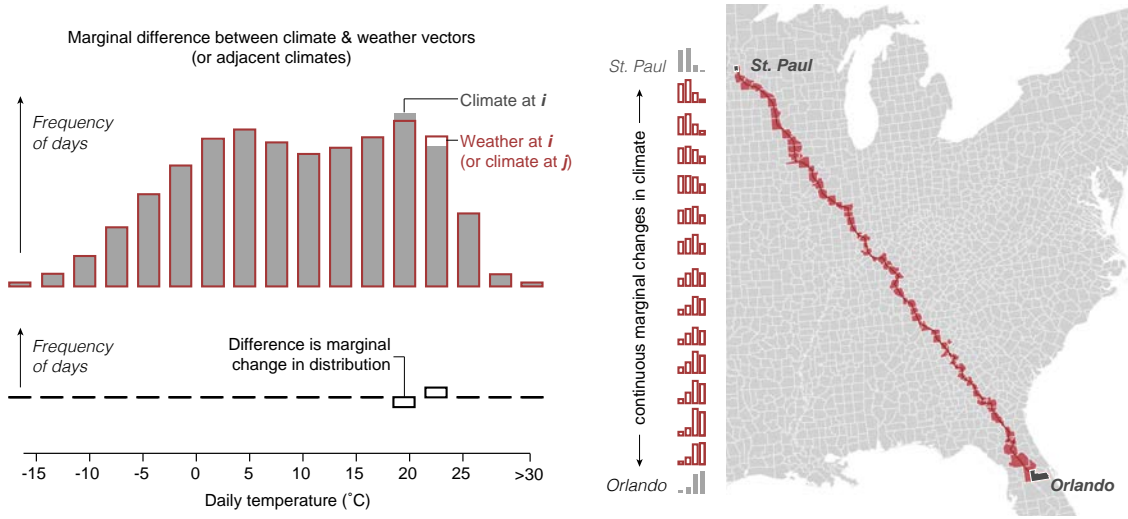 Marginal difference between climate & weather vectors
(or adjacent climates)
Frequency
of days
Climate at i
Weather at i
(or climate at j)
Frequency
of days
Difference is marginal
change in distribution
-15 -10 -5 0 5 10 15 20 25 >30
Daily temperature (˚C)
St. Paul
continuous marginal changes in climate
Orlando
St. Paul
Orlando